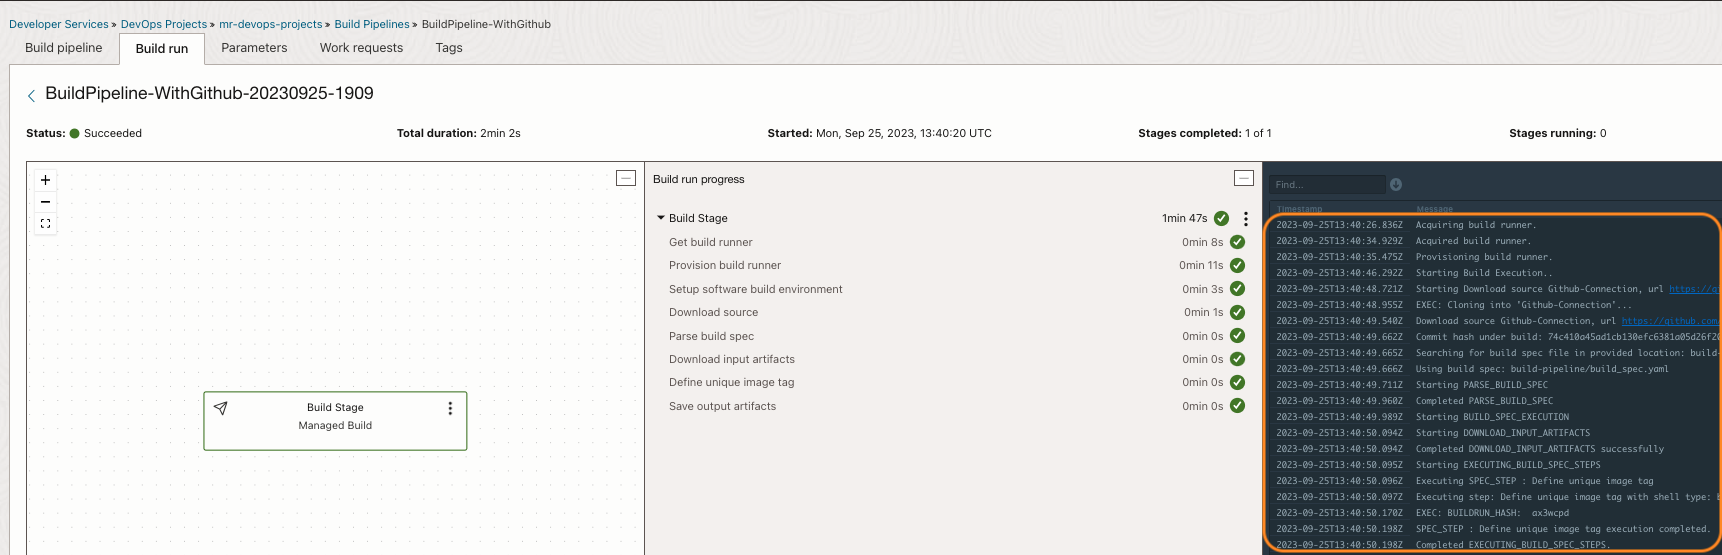 Developer Services » DevOps Projects » mr-devops-projects » Build Pipelines » BuildPipeline-WithGithub
Build pipeline Build run Parameters Work requests Tags
BuildPipeline-WithGithub-20230925-1909
Status: Succeeded Total duration: 2min 2s Started: Mon, Sep 25, 2023, 13:40:20 UTC Stages completed: 1 of 1 Stages running: 0
Build Stage
Managed Build
Build run progress
Build Stage 1min 47s
Get build runner 0min 8s
Provision build runner 0min 11s
Setup software build environment 0min 3s
Download source 0min 1s
Parse build spec 0min 0s
Download input artifacts 0min 0s
Define unique image tag 0min 0s
Save output artifacts 0min 0s
Find...
Timestamp Message
2023-09-25T13:40:26.836Z Acquiring build runner.
2023-09-25T13:40:34.929Z Acquired build runner.
2023-09-25T13:40:35.475Z Provisioning build runner.
2023-09-25T13:40:46.292Z Starting Build Execution..
2023-09-25T13:40:48.721Z Starting Download source Github-Connection, url https://gi
2023-09-25T13:40:48.955Z EXEC: Cloning into 'Github-Connection'...
2023-09-25T13:40:49.540Z Download source Github-Connection, url https://github.com
2023-09-25T13:40:49.662Z Commit hash under build: 74c410a45ad1cb130efc6381a05d26f20
2023-09-25T13:40:49.665Z Searching for build spec file in provided location: build-
2023-09-25T13:40:49.666Z Using build spec: build-pipeline/build_spec.yaml
2023-09-25T13:40:49.711Z Starting PARSE_BUILD_SPEC
2023-09-25T13:40:49.960Z Completed PARSE_BUILD_SPEC
2023-09-25T13:40:49.989Z Starting BUILD_SPEC_EXECUTION
2023-09-25T13:40:50.094Z Starting DOWNLOAD_INPUT_ARTIFACTS
2023-09-25T13:40:50.094Z Completed DOWNLOAD_INPUT_ARTIFACTS successfully
2023-09-25T13:40:50.095Z Starting EXECUTING_BUILD_SPEC_STEPS
2023-09-25T13:40:50.096Z Executing SPEC_STEP : Define unique image tag
2023-09-25T13:40:50.097Z Executing step: Define unique image tag with shell type: b
2023-09-25T13:40:50.170Z EXEC: BUILDRUN_HASH: ax3wcpd
2023-09-25T13:40:50.198Z SPEC_STEP : Define unique image tag execution completed.
2023-09-25T13:40:50.198Z Completed EXECUTING_BUILD_SPEC_STEPS.